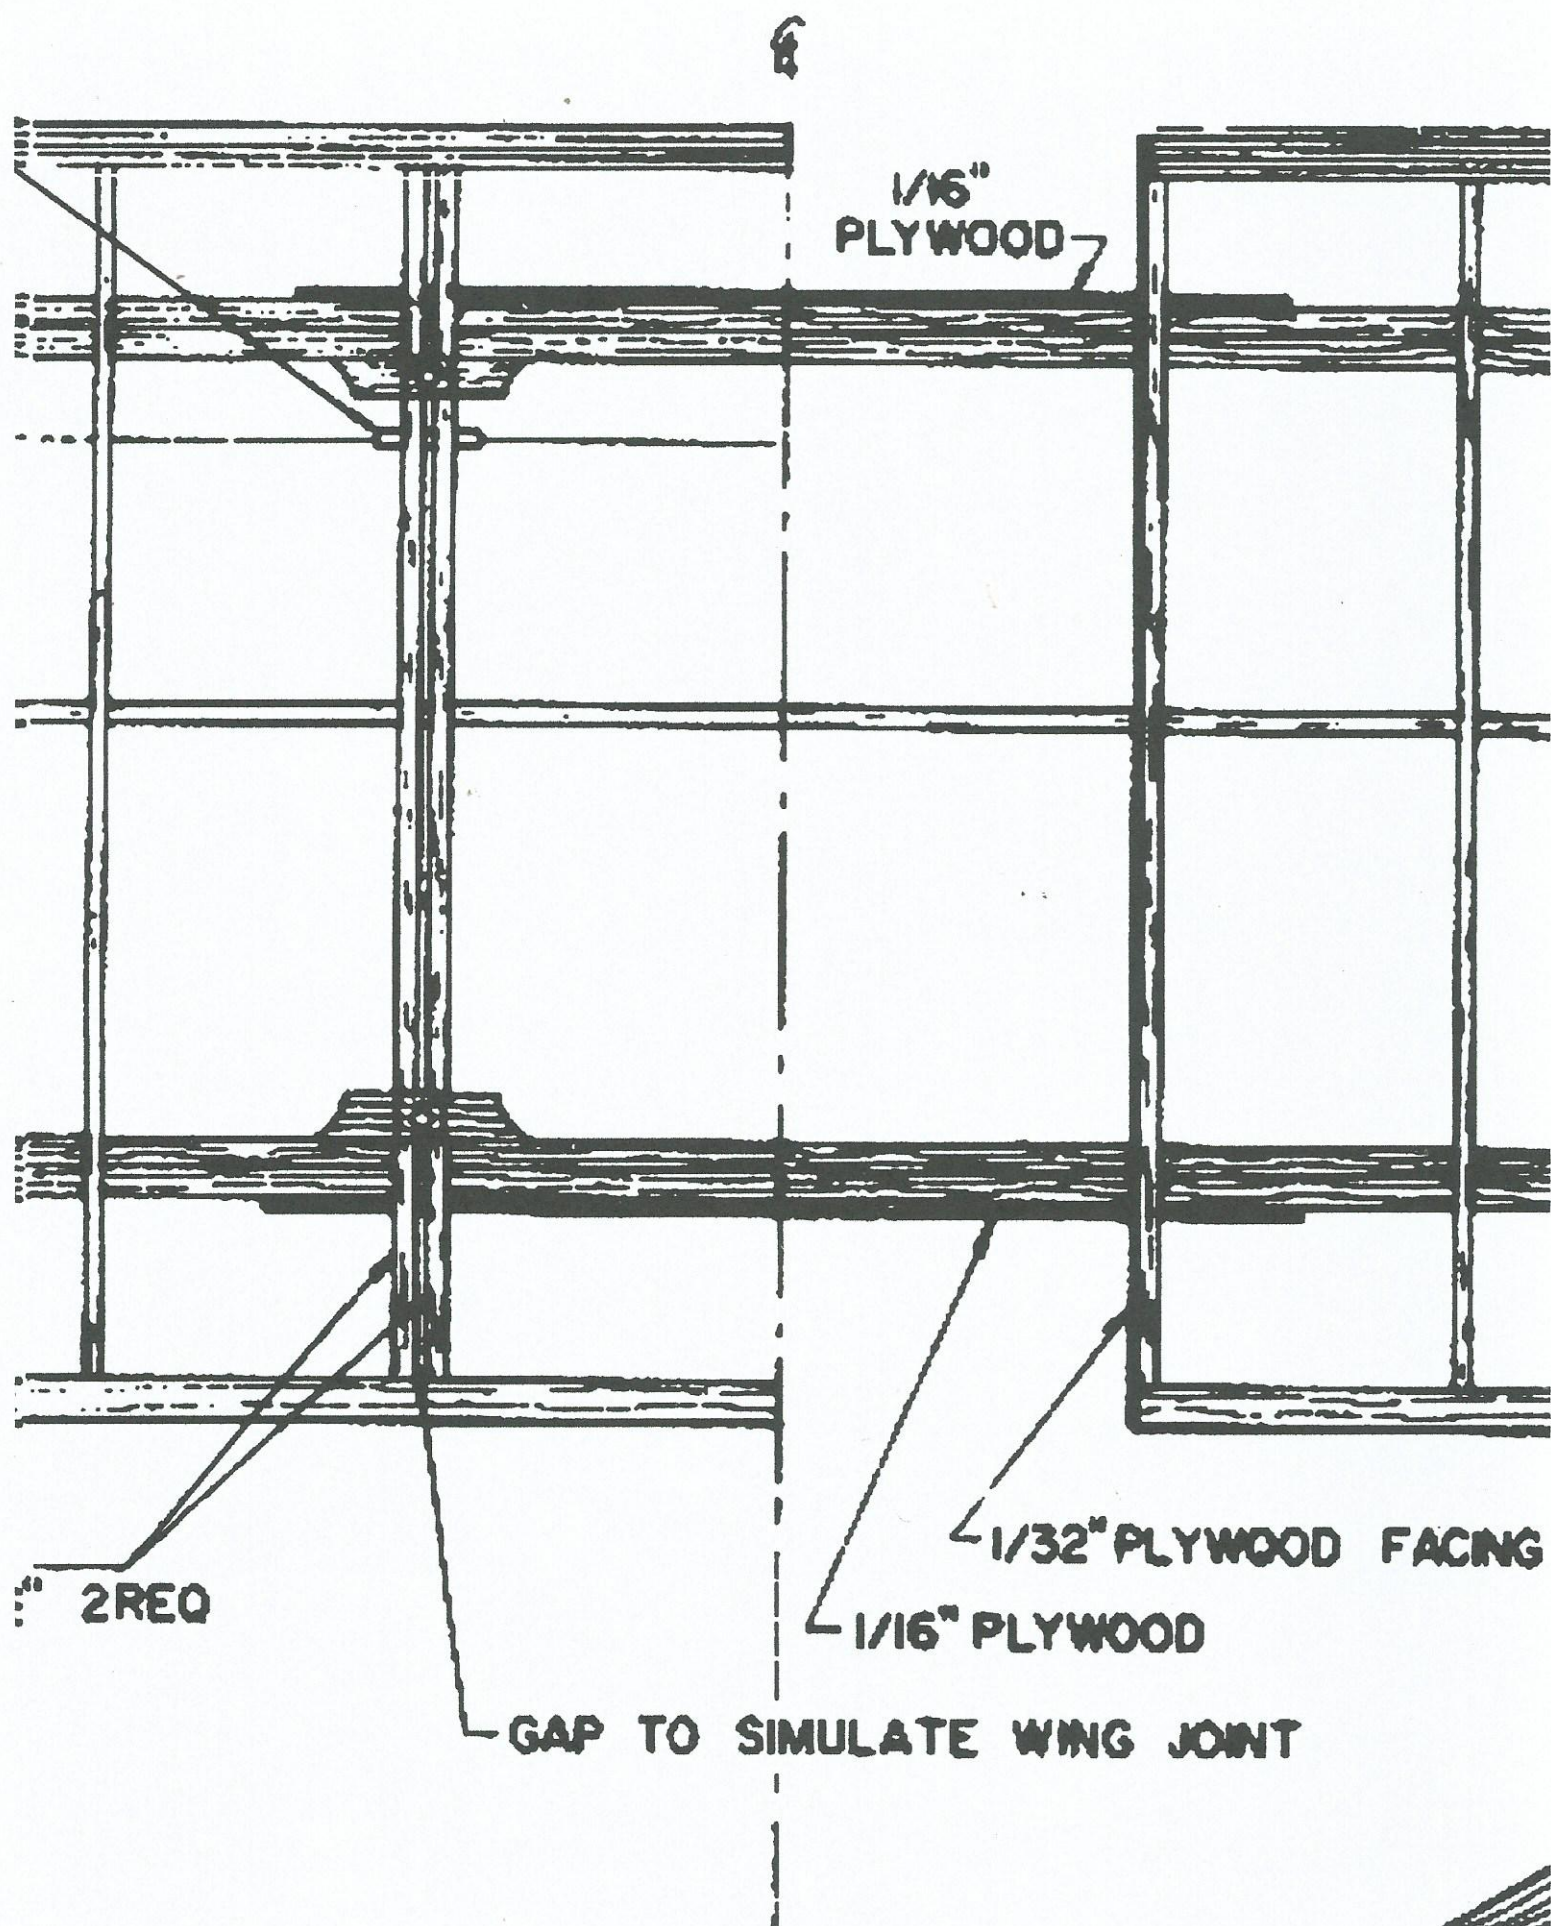 ℄
1/16"
PLYWOOD
1/32" PLYWOOD FACING
" 2REQ
1/16" PLYWOOD
GAP TO SIMULATE WING JOINT